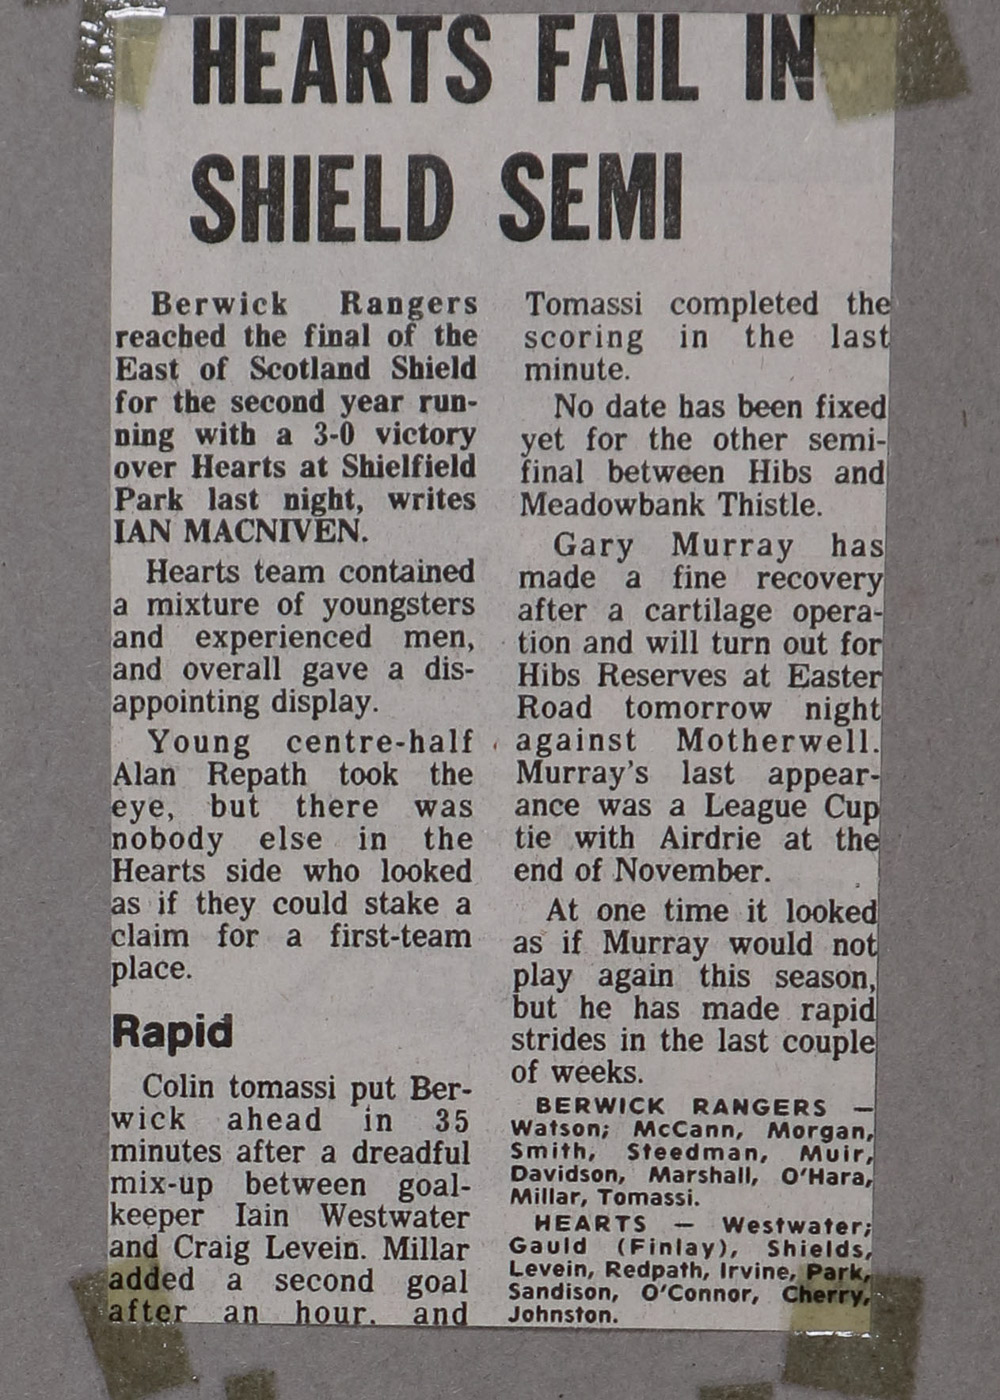 HEARTS FAIL IN
SHIELD SEMI
Berwick Rangers
reached the final of the
East of Scotland Shield
for the second year run-
ning with a 3-0 victory
over Hearts at Shielfield
Park last night, writes
IAN MACNIVEN.
Hearts team contained
a mixture of youngsters
and experienced men,
and overall gave a dis-
appointing display.
Young centre-half
Alan Repath took the
eye, but there was
nobody else in the
Hearts side who looked
as if they could stake a
claim for a first-team
place.
Rapid
Colin tomassi put Ber-
wick ahead in 35
minutes after a dreadful
mix-up between goal-
keeper Iain Westwater
and Craig Levein. Millar
added a second goal
after an hour. and
Tomassi completed the
scoring in the last
minute.
No date has been fixed
yet for the other semi-
final between Hibs and
Meadowbank Thistle.
Gary Murray has
made a fine recovery
after a cartilage opera-
tion and will turn out for
Hibs Reserves at Easter
Road tomorrow night
against Motherwell.
Murray's last appear-
ance was a League Cup
tie with Airdrie at the
end of November.
At one time it looked
as if Murray would not
play again this season,
but he has made rapid
strides in the last couple
of weeks.
BERWICK RANGERS —
Watson; McCann, Morgan,
Smith, Steedman, Muir,
Davidson, Marshall, O'Hara,
Millar, Tomassi.
HEARTS — Westwater;
Gauld (Finlay), Shields,
Levein, Redpath, Irvine, Park,
Sandison, O'Connor, Cherry,
Johnston.